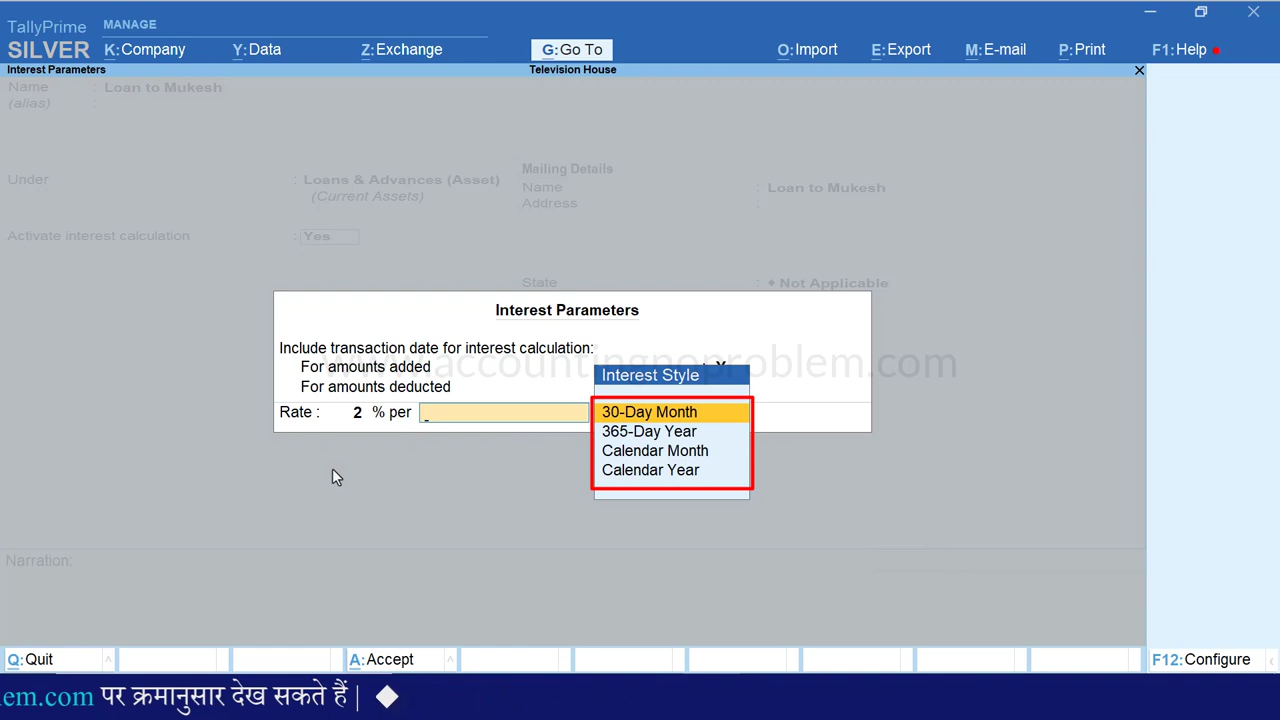 TallyPrime MANAGE
SILVER K:Company Y:Data Z:Exchange G:Go To O:Import E:Export M:E-mail P:Print F1:Help
Interest Parameters Television House
Name : Loan to Mukesh
(alias) :
Mailing Details
Under : Loans & Advances (Asset)
(Current Assets)
Name : Loan to Mukesh
Address :
Activate interest calculation : Yes
State : ♦ Not Applicable
Interest Parameters
Include transaction date for interest calculation:
For amounts added
For amounts deducted
Rate : 2 % per
Interest Style
30-Day Month
365-Day Year
Calendar Month
Calendar Year
Narration:
Q:Quit A:Accept F12:Configure
lem.com पर क्रमानुसार देख सकते हैं |